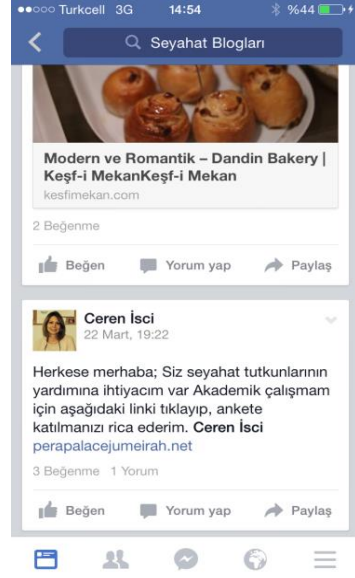 Turkcell 3G 14:54 %44
Seyahat Blogları
Modern ve Romantik – Dandin Bakery |
Keşf-i MekanKeşf-i Mekan
kesfimekan.com
2 Beğenme
Beğen Yorum yap Paylaş
Ceren İsci
22 Mart, 19:22
Herkese merhaba; Siz seyahat tutkunlarının
yardımına ihtiyacım var Akademik çalışmam
için aşağıdaki linki tıklayıp, ankete
katılmanızı rica ederim. Ceren İsci
perapalacejumeirah.net
3 Beğenme 1 Yorum
Beğen Yorum yap Paylaş